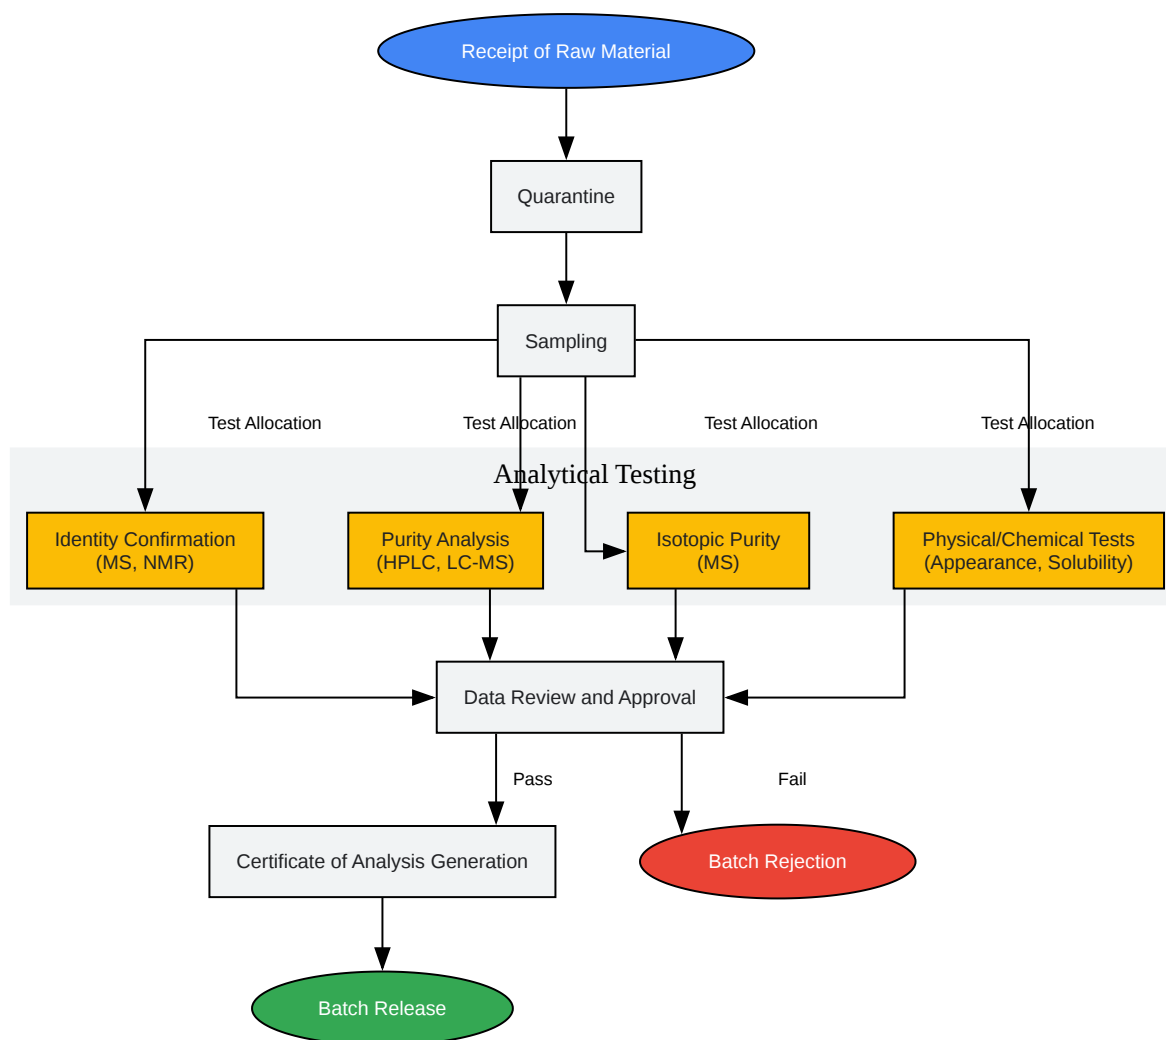 Receipt of Raw Material
Quarantine
Sampling
Test Allocation
Test Allocation
Test Allocation
Test Allocation
Analytical Testing
Identity Confirmation
(MS, NMR)
Purity Analysis
(HPLC, LC-MS)
Isotopic Purity
(MS)
Physical/Chemical Tests
(Appearance, Solubility)
Data Review and Approval
Pass
Fail
Certificate of Analysis Generation
Batch Rejection
Batch Release